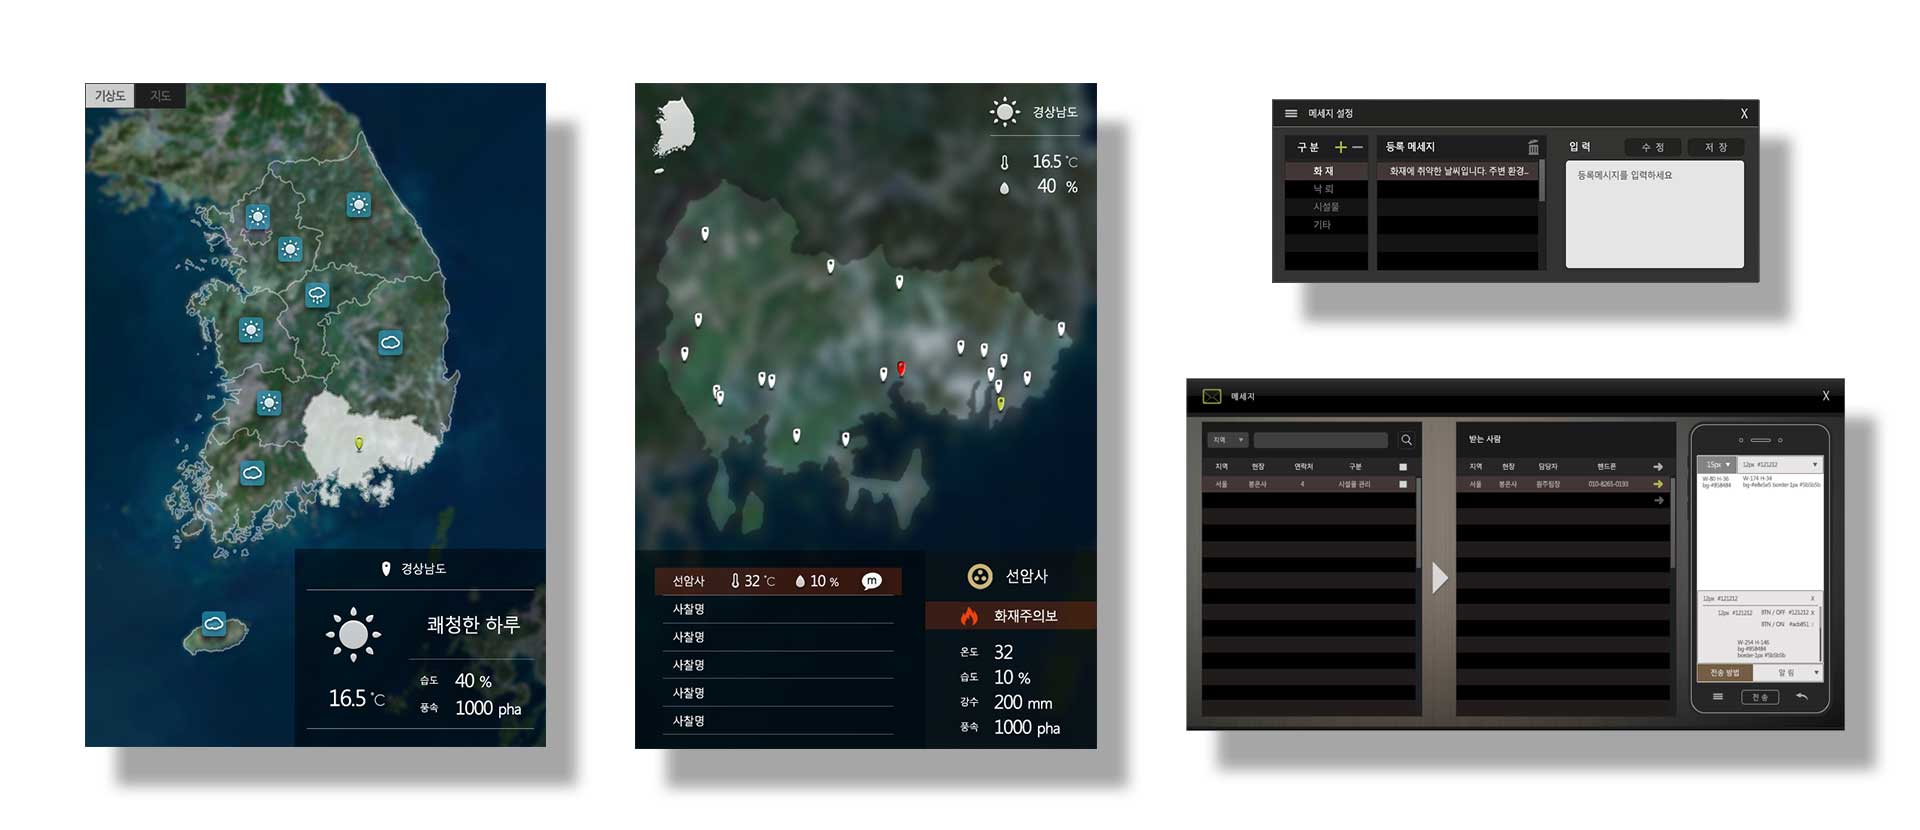 기상도 지도
경상남도
쾌청한 하루
16.5 °C
습도 40 %
풍속 1000 pha
경상남도
16.5 °C
40 %
선암사 32 °C 10 % m
사찰명
사찰명
사찰명
사찰명
사찰명
선암사
화재주의보
온도 32
습도 10 %
강수 200 mm
풍속 1000 pha
메세지 설정 X
구 분 + −
화 재
낙 뢰
시설물
기타
등록 메세지
화재에 취약한 날씨입니다. 주변 환경...
입 력 수 정 저 장
등록메시지를 입력하세요
메세지 X
지역
지역 현장 연락처 구분
서울 봉은사 4 시설물 관리
받는 사람
지역 현장 담당자 핸드폰
서울 봉은사 원주팀장 010-8265-0193
15px 12px #121212
W-80 H-36
bg-#858484
W-174 H-34
bg-#e8e5e5 border-1px #5b5b5b
12px #121212 X
12px #121212 BTN / OFF #121212 x
BTN / ON #acb851
W-254 H-146
bg-#858484
border-1px #5b5b5b
전송 방법 알 림
전 송